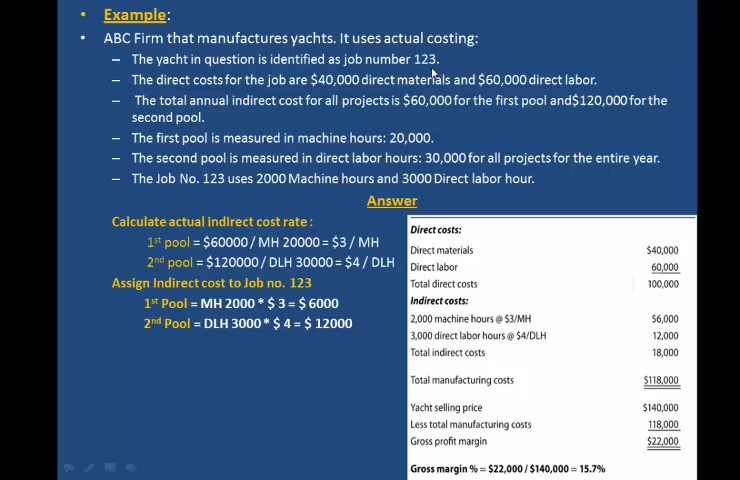 • Example:
• ABC Firm that manufactures yachts. It uses actual costing:
– The yacht in question is identified as job number 123.
– The direct costs for the job are $40,000 direct materials and $60,000 direct labor.
– The total annual indirect cost for all projects is $60,000 for the first pool and$120,000 for the
second pool.
– The first pool is measured in machine hours: 20,000.
– The second pool is measured in direct labor hours: 30,000 for all projects for the entire year.
– The Job No. 123 uses 2000 Machine hours and 3000 Direct labor hour.
Answer
Calculate actual indirect cost rate :
1st pool = $60000 / MH 20000 = $3 / MH
2nd pool = $120000 / DLH 30000 = $4 / DLH
Assign Indirect cost to Job no. 123
1st Pool = MH 2000 * $ 3 = $ 6000
2nd Pool = DLH 3000 * $ 4 = $ 12000
Direct costs:
Direct materials $40,000
Direct labor 60,000
Total direct costs 100,000
Indirect costs:
2,000 machine hours @ $3/MH $6,000
3,000 direct labor hours @ $4/DLH 12,000
Total indirect costs 18,000
Total manufacturing costs $118,000
Yacht selling price $140,000
Less total manufacturing costs 118,000
Gross profit margin $22,000
Gross margin % = $22,000 / $140,000 = 15.7%